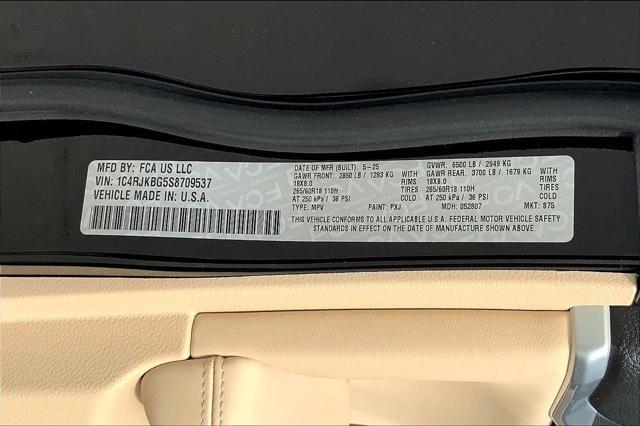 MFD BY: FCA US LLC
VIN: 1C4RJKBG5S8709537
VEHICLE MADE IN: U.S.A.
DATE OF MFR (BUILT): 5-25
GAWR FRONT: 2850 LB / 1293 KG
18X8.0
265/60R18 110H
AT 250 kPa / 36 PSI
TYPE: MPV
WITH
RIMS
TIRES
COLD
PAINT: PXJ
GVWR: 6500 LB / 2949 KG
GAWR REAR: 3700 LB / 1679 KG
18X8.0
265/60R18 110H
AT 250 kPa / 36 PSI
MDH: 052807
WITH
RIMS
TIRES
COLD
MKT: 875
THIS VEHICLE CONFORMS TO ALL APPLICABLE U.S.A. FEDERAL MOTOR VEHICLE SAFETY
STANDARDS IN EFFECT ON THE DATE OF MANUFACTURE SHOWN ABOVE.